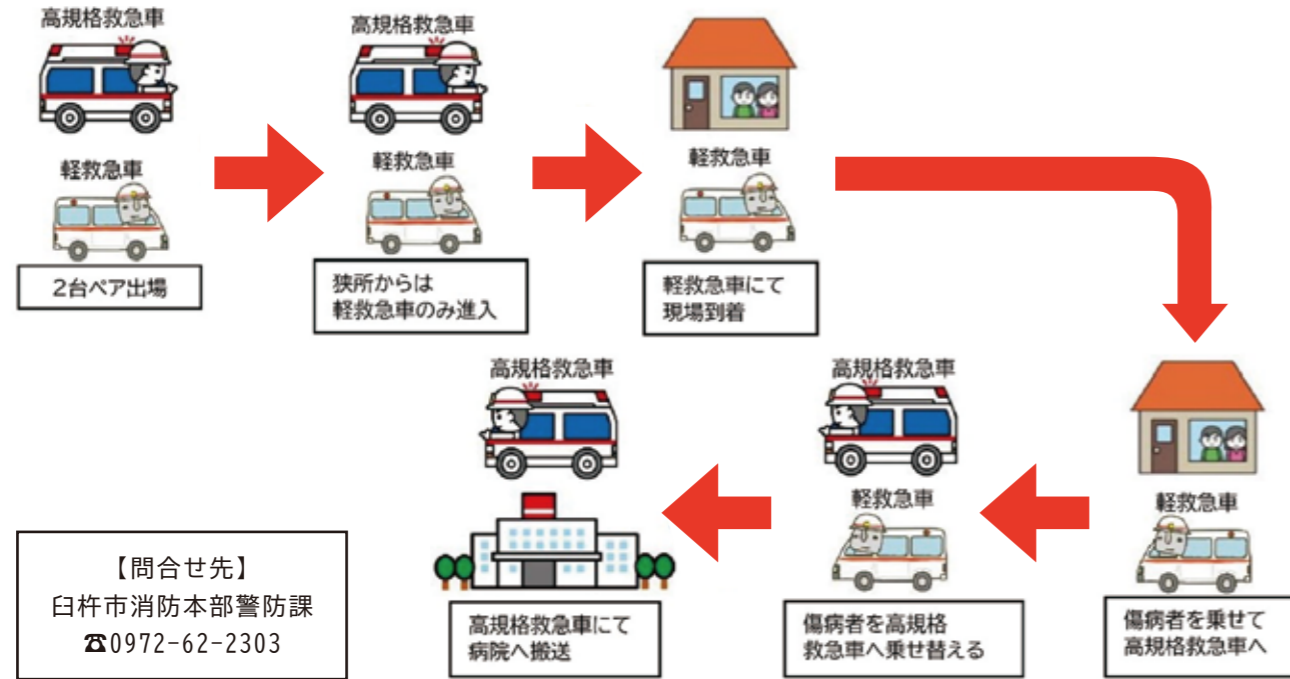 高規格救急車
軽救急車
2台ペア出場
高規格救急車
軽救急車
狭所からは
軽救急車のみ進入
軽救急車
軽救急車にて
現場到着
軽救急車
傷病者を乗せて
高規格救急車へ
高規格救急車
軽救急車
傷病者を高規格
救急車へ乗せ替える
高規格救急車
高規格救急車にて
病院へ搬送
【問合せ先】
臼杵市消防本部警防課
☎0972-62-2303